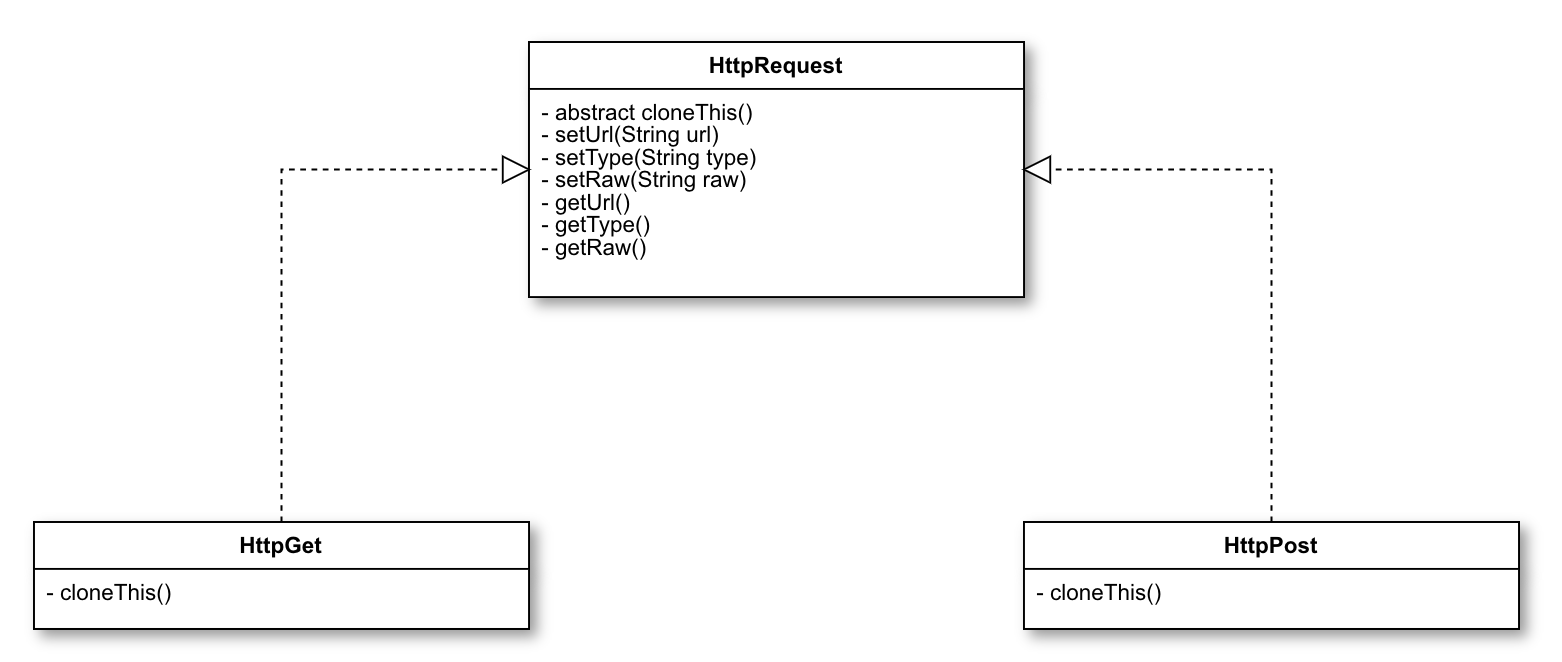 HttpRequest
- abstract cloneThis()
- setUrl(String url)
- setType(String type)
- setRaw(String raw)
- getUrl()
- getType()
- getRaw()
HttpGet
- cloneThis()
HttpPost
- cloneThis()